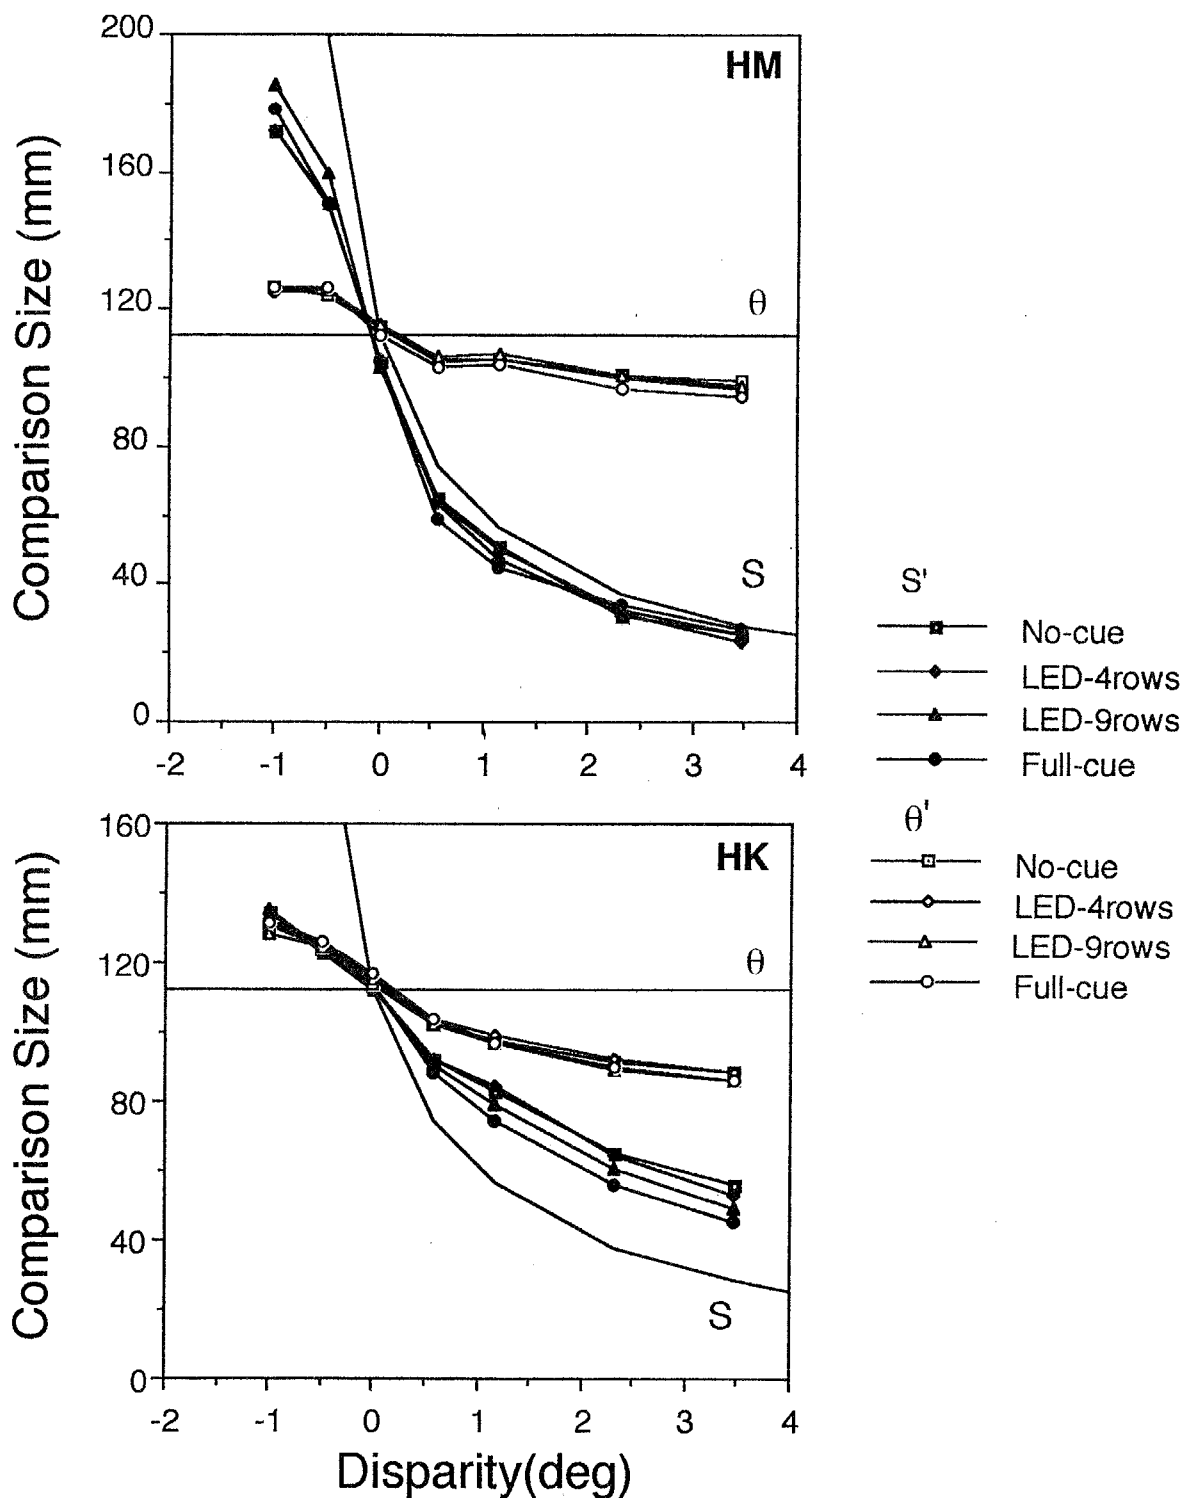 HM
Comparison Size (mm)
200
160
120
80
40
0
-2 -1 0 1 2 3 4
θ
S
S'
No-cue
LED-4rows
LED-9rows
Full-cue
θ'
No-cue
LED-4rows
LED-9rows
Full-cue
HK
Comparison Size (mm)
160
120
80
40
0
-2 -1 0 1 2 3 4
θ
S
Disparity(deg)